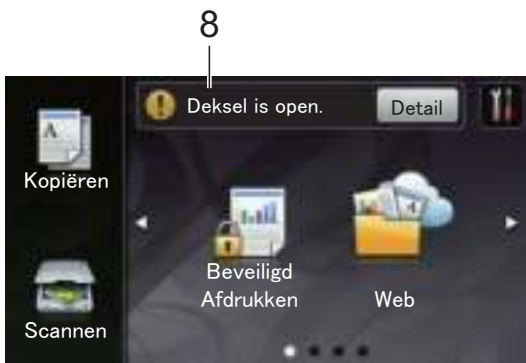 8
Deksel is open.
Detail
Kopiëren
Beveiligd
Afdrukken
Web
Scannen